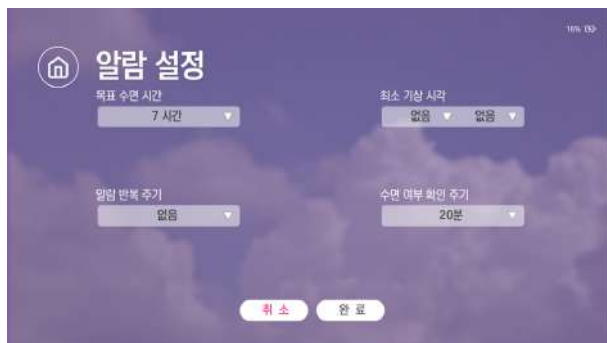 16%
알람 설정
목표 수면 시간
최소 기상 시각
7 시간
없음 없음
알람 반복 주기
수면 여부 확인 주기
없음
20분
취 소
완 료